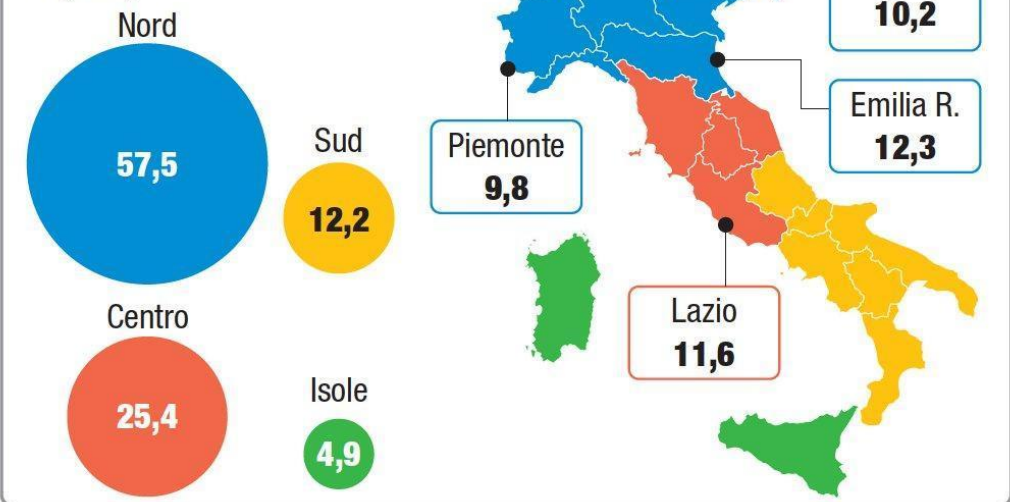 Nord
57,5
Sud
12,2
Centro
25,4
Isole
4,9
10,2
Emilia R.
12,3
Piemonte
9,8
Lazio
11,6